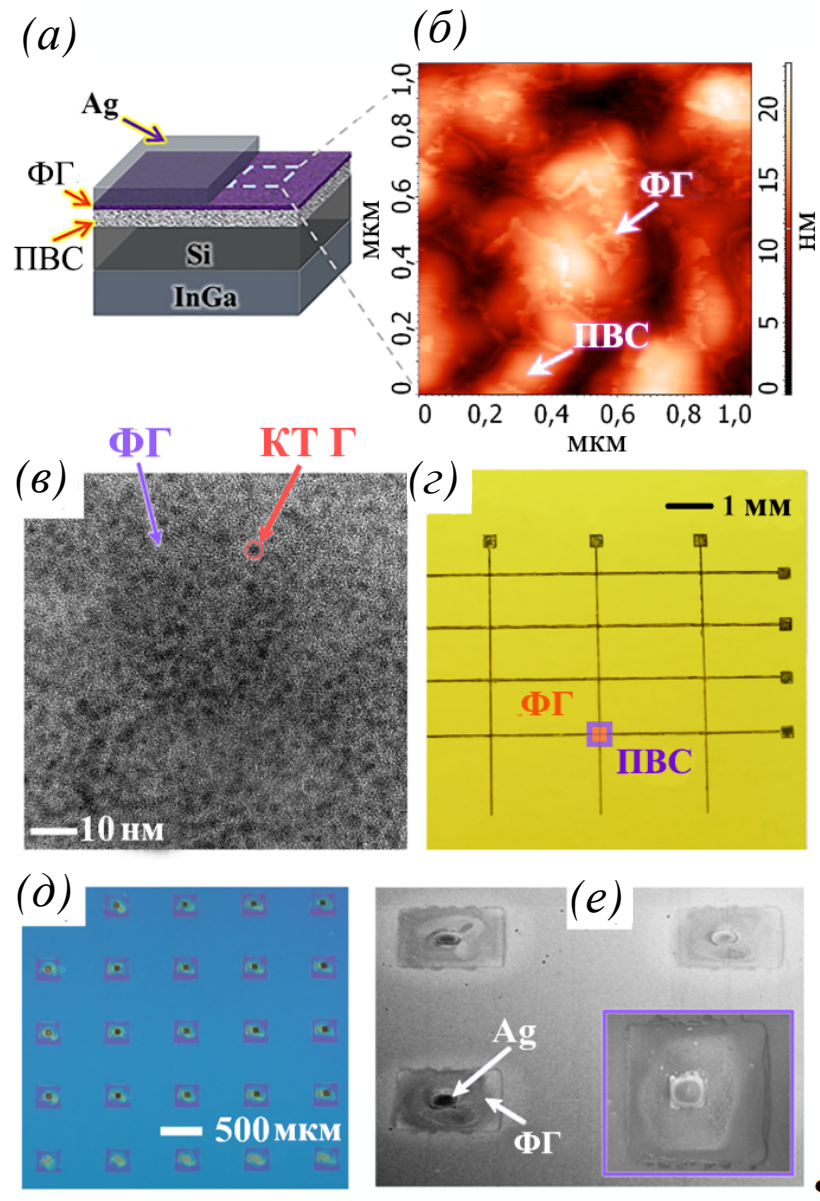 (а)
Ag
ФГ
ПВС
Si
InGa
(б)
мкм
1,0
0,8
0,6
0,4
0,2
0
ФГ
ПВС
0 0,2 0,4 0,6 0,8 1,0
мкм
20
15
10
5
0
нм
(в)
ФГ
КТ Г
10 нм
(г)
1 мм
ФГ
ПВС
(д)
500 мкм
(е)
Ag
ФГ